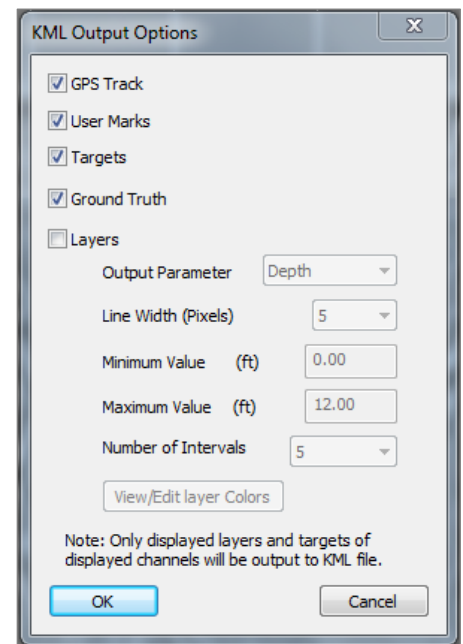 KML Output Options
GPS Track
User Marks
Targets
Ground Truth
Layers
Output Parameter Depth
Line Width (Pixels) 5
Minimum Value (ft) 0.00
Maximum Value (ft) 12.00
Number of Intervals 5
View/Edit layer Colors
Note: Only displayed layers and targets of
displayed channels will be output to KML file.
OK Cancel